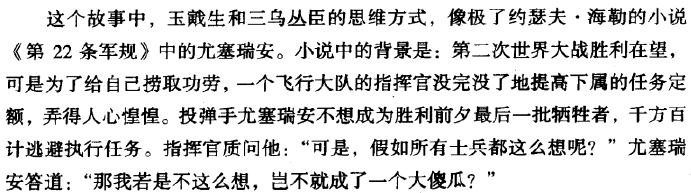 这个故事中，玉戴生和三乌丛臣的思维方式，像极了约瑟夫·海勒的小说
《第 22 条军规》中的尤塞瑞安。小说中的背景是：第二次世界大战胜利在望，
可是为了给自己捞取功劳，一个飞行大队的指挥官没完没了地提高下属的任务定
额，弄得人心惶惶。投弹手尤塞瑞安不想成为胜利前夕最后一批牺牲者，千方百
计逃避执行任务。指挥官质问他：“可是，假如所有士兵都这么想呢？”尤塞瑞
安答道：“那我若是不这么想，岂不就成了一个大傻瓜？”